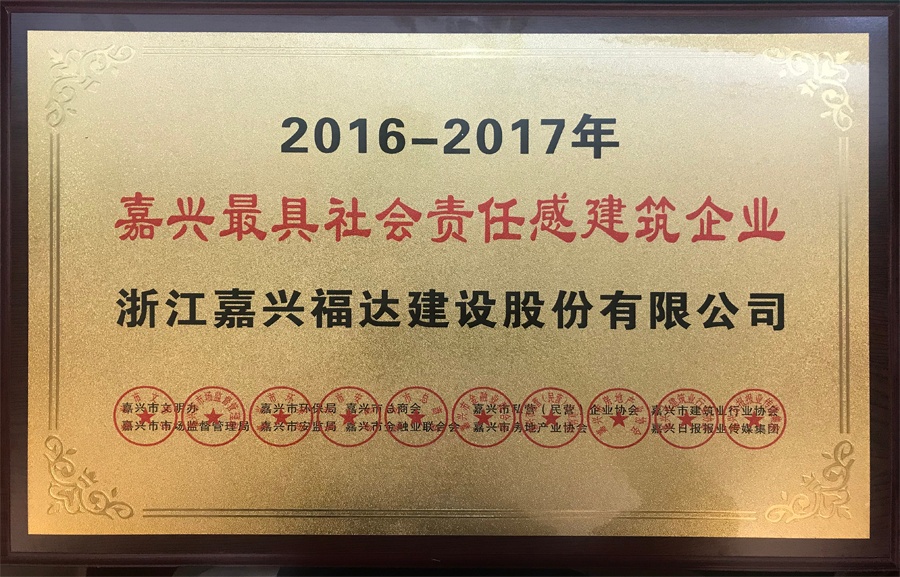 2016-2017年
嘉兴最具社会责任感建筑企业
浙江嘉兴福达建设股份有限公司
嘉兴市文明办 嘉兴市环保局 嘉兴市总商会 嘉兴市私营(民营)企业协会 嘉兴市建筑业行业协会
嘉兴市市场监督管理局 嘉兴市安监局 嘉兴市金融业联合会 嘉兴市房地产业协会 嘉兴日报报业传媒集团